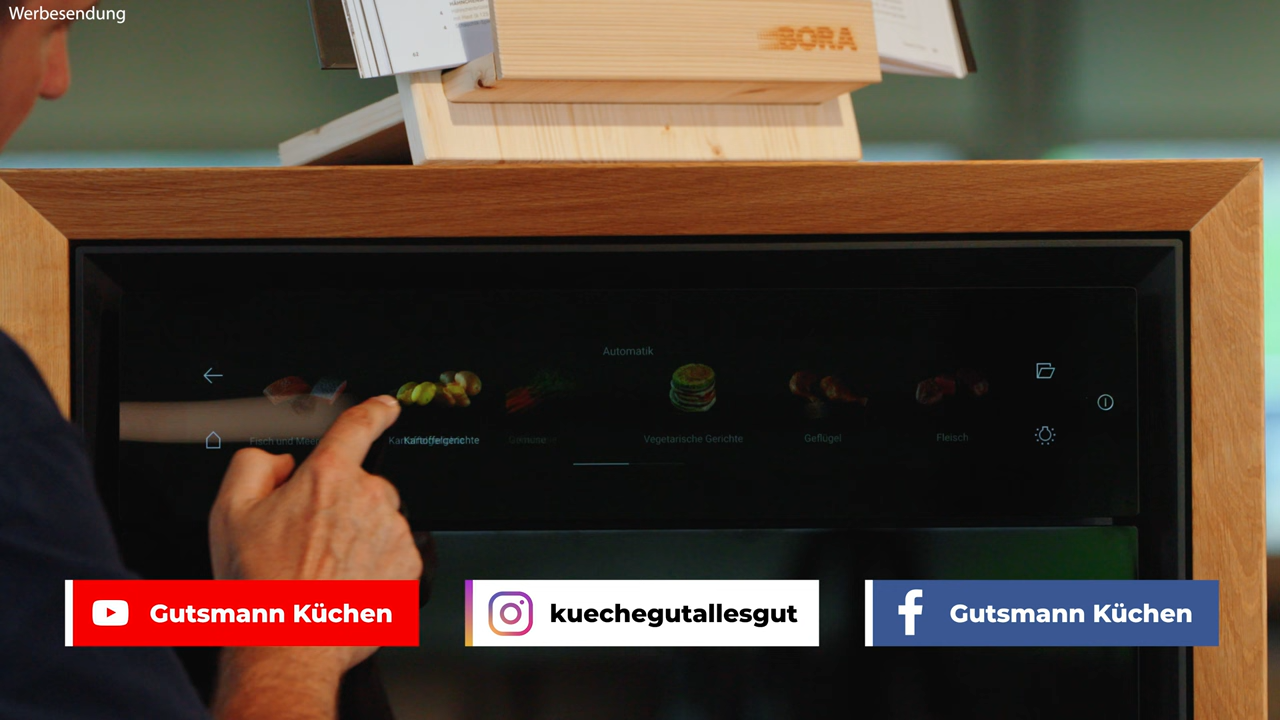 Werbesendung
BORA
Automatik
Kartoffelgerichte
Vegetarische Gerichte
Geflügel
Fleisch
Gutsmann Küchen
kuechegutallesgut
Gutsmann Küchen